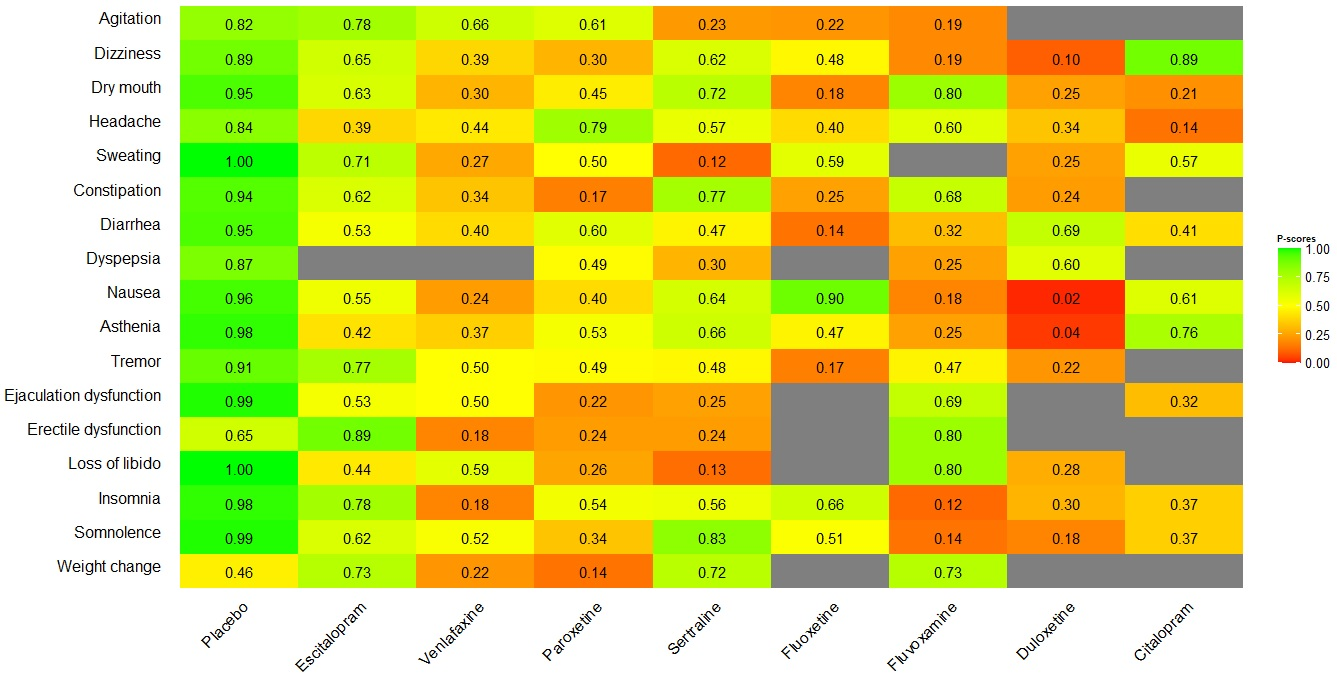 Agitation 0.82 0.78 0.66 0.61 0.23 0.22 0.19
Dizziness 0.89 0.65 0.39 0.30 0.62 0.48 0.19 0.10 0.89
Dry mouth 0.95 0.63 0.30 0.45 0.72 0.18 0.80 0.25 0.21
Headache 0.84 0.39 0.44 0.79 0.57 0.40 0.60 0.34 0.14
Sweating 1.00 0.71 0.27 0.50 0.12 0.59 0.25 0.57
Constipation 0.94 0.62 0.34 0.17 0.77 0.25 0.68 0.24
Diarrhea 0.95 0.53 0.40 0.60 0.47 0.14 0.32 0.69 0.41
Dyspepsia 0.87 0.49 0.30 0.25 0.60
Nausea 0.96 0.55 0.24 0.40 0.64 0.90 0.18 0.02 0.61
Asthenia 0.98 0.42 0.37 0.53 0.66 0.47 0.25 0.04 0.76
Tremor 0.91 0.77 0.50 0.49 0.48 0.17 0.47 0.22
Ejaculation dysfunction 0.99 0.53 0.50 0.22 0.25 0.69 0.32
Erectile dysfunction 0.65 0.89 0.18 0.24 0.24 0.80
Loss of libido 1.00 0.44 0.59 0.26 0.13 0.80 0.28
Insomnia 0.98 0.78 0.18 0.54 0.56 0.66 0.12 0.30 0.37
Somnolence 0.99 0.62 0.52 0.34 0.83 0.51 0.14 0.18 0.37
Weight change 0.46 0.73 0.22 0.14 0.72 0.73
Placebo Escitalopram Venlafaxine Paroxetine Sertraline Fluoxetine Fluvoxamine Duloxetine Citalopram
P-scores
1.00
0.75
0.50
0.25
0.00